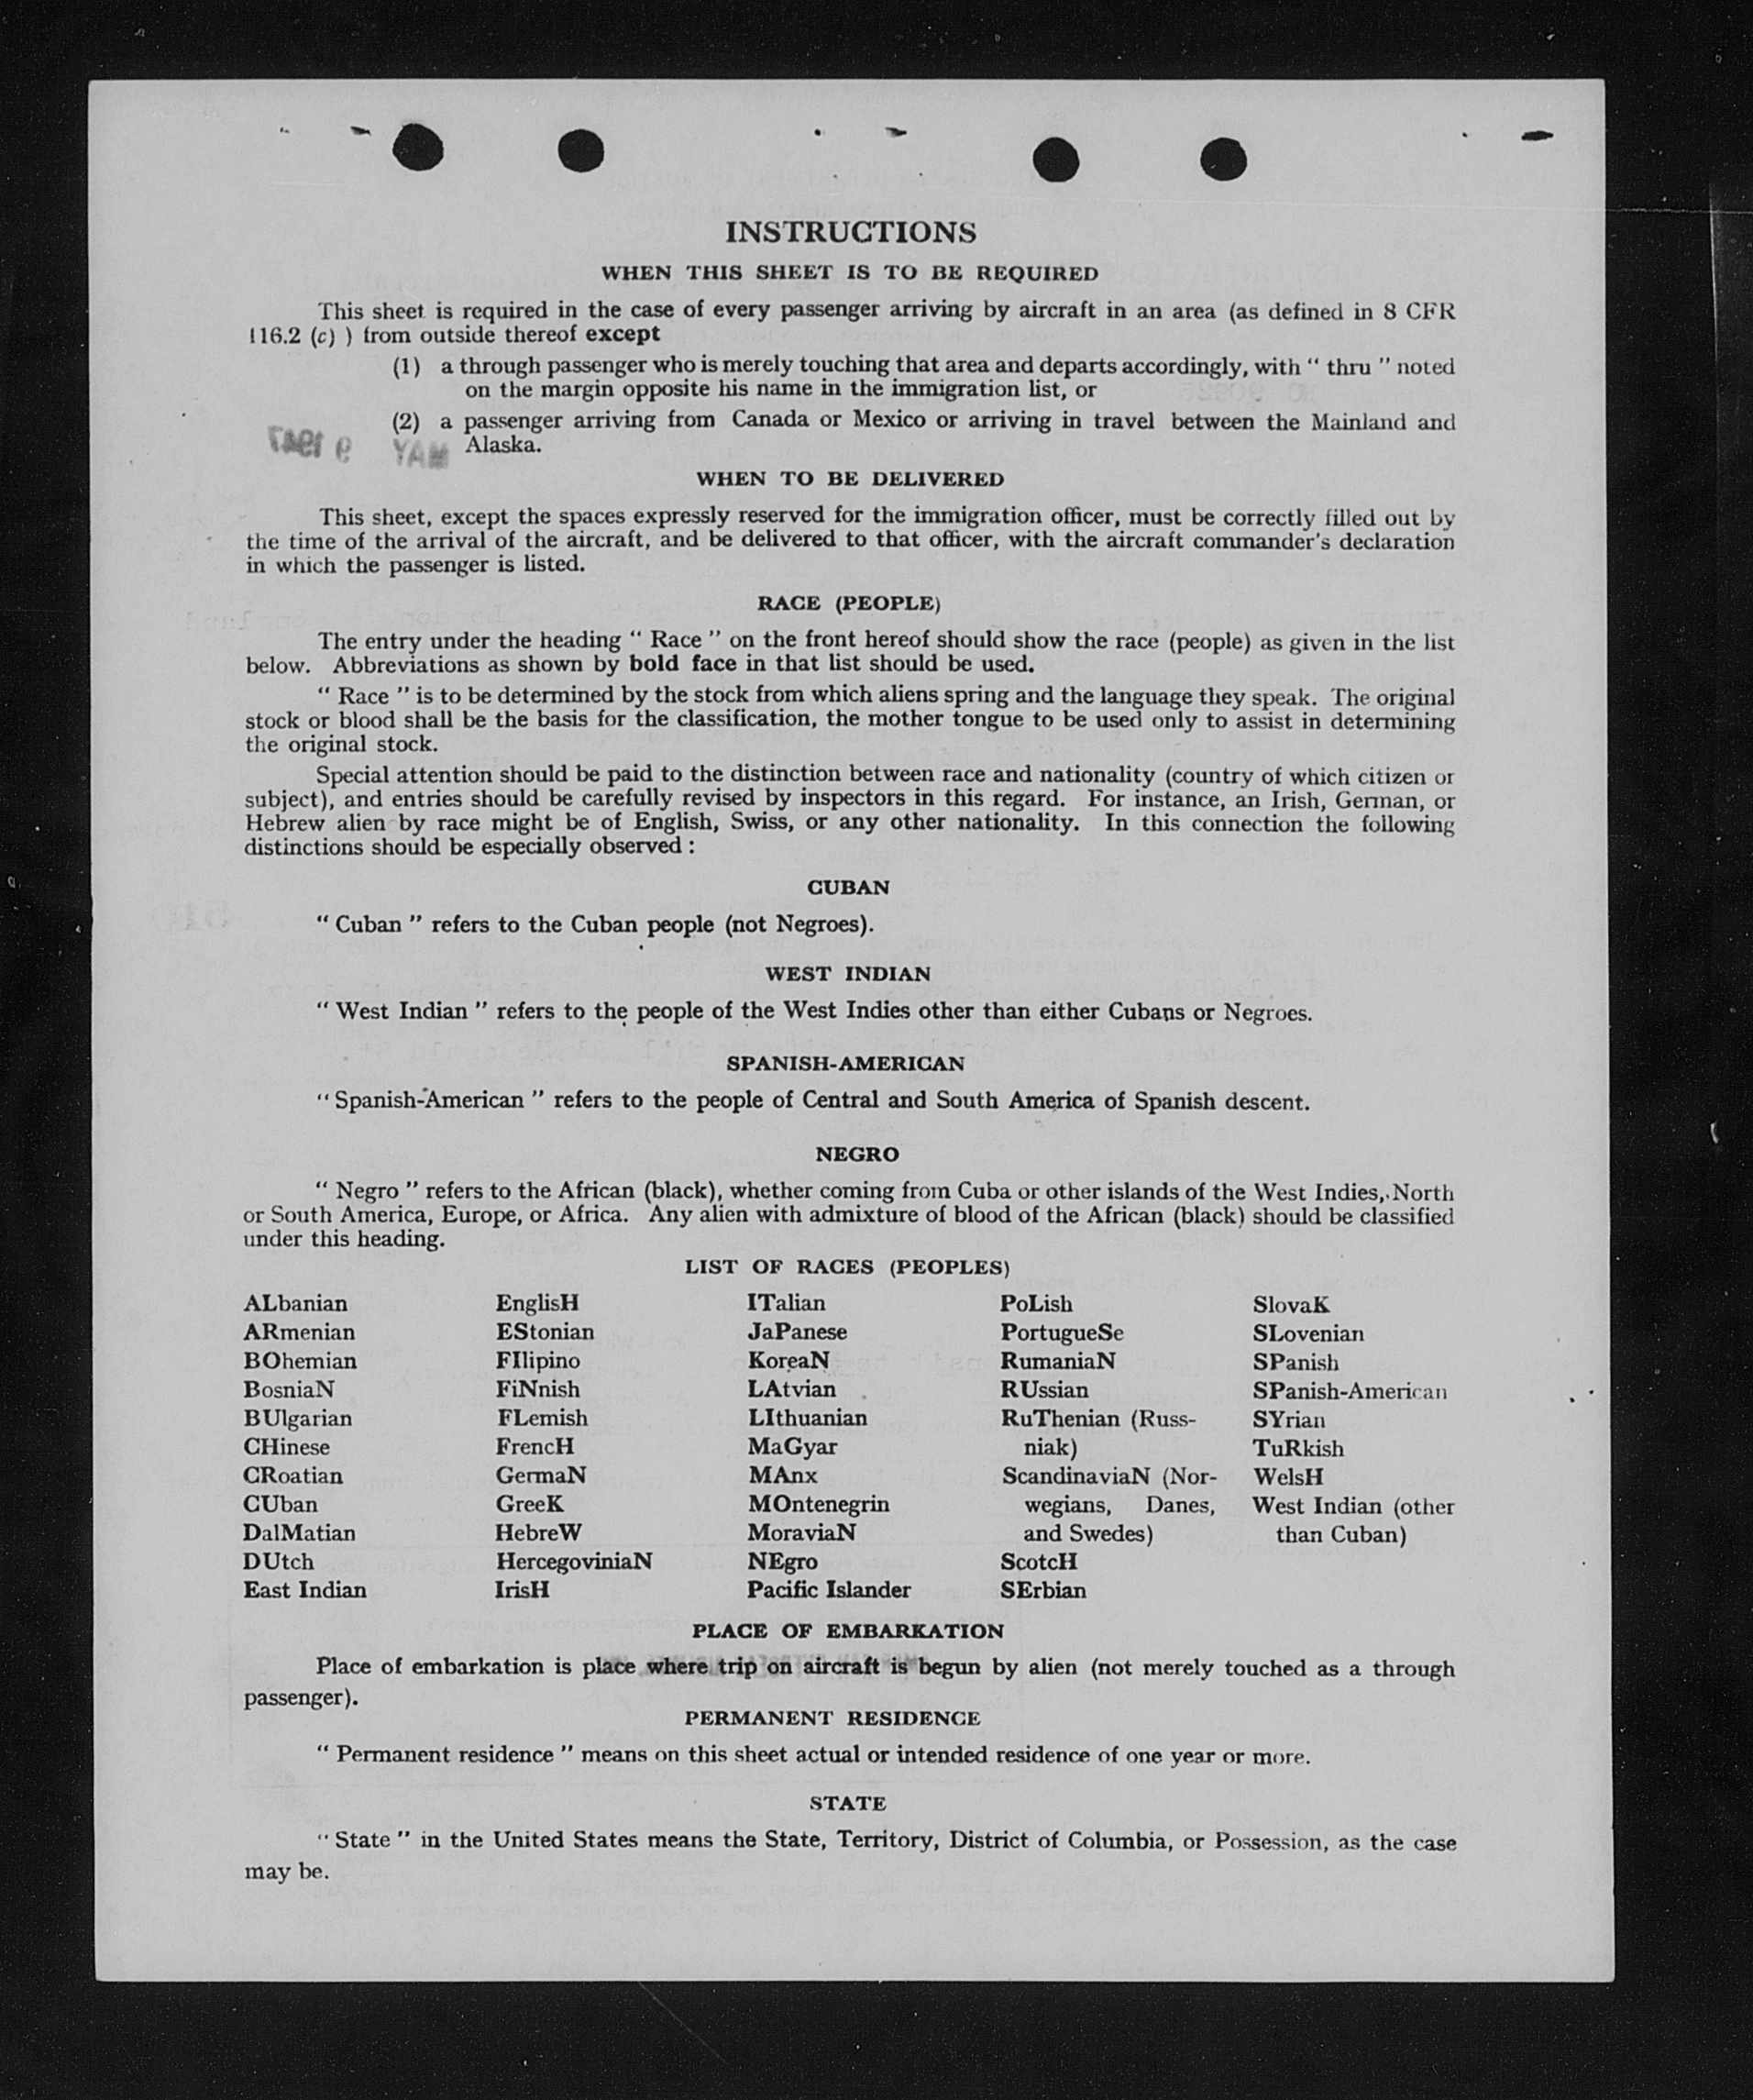 INSTRUCTIONS
WHEN THIS SHEET IS TO BE REQUIRED
This sheet is required in the case of every passenger arriving by aircraft in an area (as defined in 8 CFR
116.2 (c) ) from outside thereof except
(1) a through passenger who is merely touching that area and departs accordingly, with “ thru ” noted
on the margin opposite his name in the immigration list, or
(2) a passenger arriving from Canada or Mexico or arriving in travel between the Mainland and
Alaska.
MAY 9 1947
WHEN TO BE DELIVERED
This sheet, except the spaces expressly reserved for the immigration officer, must be correctly filled out by
the time of the arrival of the aircraft, and be delivered to that officer, with the aircraft commander's declaration
in which the passenger is listed.
RACE (PEOPLE)
The entry under the heading “ Race ” on the front hereof should show the race (people) as given in the list
below. Abbreviations as shown by bold face in that list should be used.
“ Race ” is to be determined by the stock from which aliens spring and the language they speak. The original
stock or blood shall be the basis for the classification, the mother tongue to be used only to assist in determining
the original stock.
Special attention should be paid to the distinction between race and nationality (country of which citizen or
subject), and entries should be carefully revised by inspectors in this regard. For instance, an Irish, German, or
Hebrew alien by race might be of English, Swiss, or any other nationality. In this connection the following
distinctions should be especially observed :
CUBAN
“ Cuban ” refers to the Cuban people (not Negroes).
WEST INDIAN
“ West Indian ” refers to the people of the West Indies other than either Cubans or Negroes.
SPANISH-AMERICAN
“ Spanish-American ” refers to the people of Central and South America of Spanish descent.
NEGRO
“ Negro ” refers to the African (black), whether coming from Cuba or other islands of the West Indies, North
or South America, Europe, or Africa. Any alien with admixture of blood of the African (black) should be classified
under this heading.
LIST OF RACES (PEOPLES)
ALbanian
ARmenian
BOhemian
BosniaN
BUlgarian
CHinese
CRoatian
CUban
DalMatian
DUtch
East Indian
EnglisH
EStonian
FIlipino
FiNnish
FLemish
FrencH
GermaN
GreeK
HebreW
HercegoviniaN
IrisH
ITalian
JaPanese
KoreaN
LAtvian
LIthuanian
MaGyar
MAnx
MOntenegrin
MoraviaN
NEgro
Pacific Islander
PoLish
PortugueSe
RumaniaN
RUssian
RuThenian (Russ-
niak)
ScandinaviaN (Nor-
wegians, Danes,
and Swedes)
ScotcH
SErbian
SlovaK
SLovenian
SPanish
SPanish-American
SYrian
TuRkish
WelsH
West Indian (other
than Cuban)
PLACE OF EMBARKATION
Place of embarkation is place where trip on aircraft is begun by alien (not merely touched as a through
passenger).
PERMANENT RESIDENCE
“ Permanent residence ” means on this sheet actual or intended residence of one year or more.
STATE
“ State ” in the United States means the State, Territory, District of Columbia, or Possession, as the case
may be.